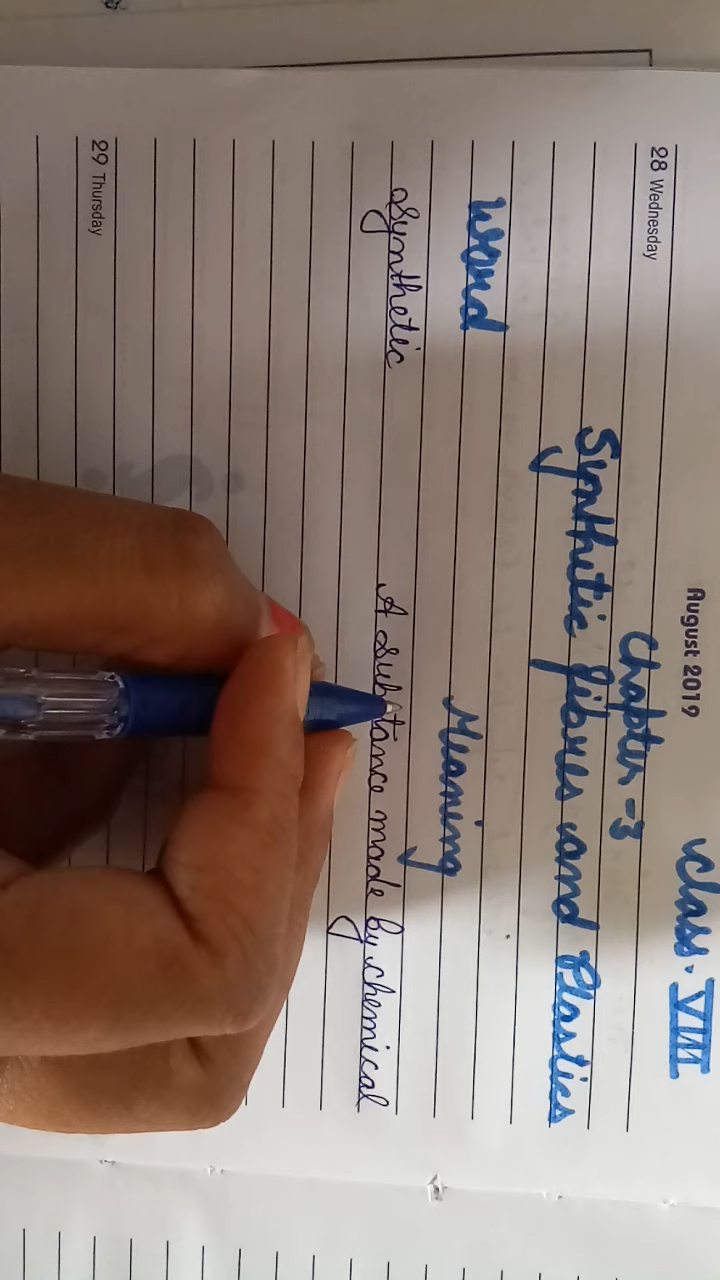 August 2019
Class. VIII
28 Wednesday
Chapter -3
Synthetic fibres and Plastics
Word Meaning
Synthetic A substance made by chemical
29 Thursday